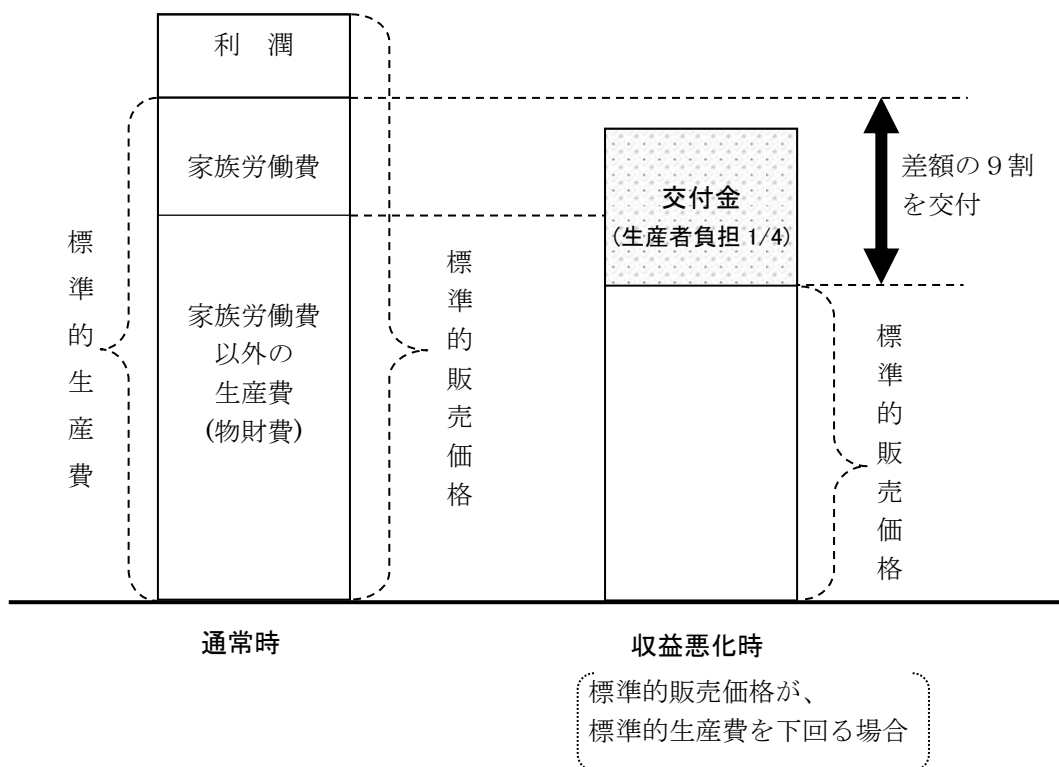 利 潤
家族労働費
家族労働費
以外の
生産費
(物財費)
標準的生産費
標準的販売価格
交付金
(生産者負担 1/4)
差額の９割
を交付
標準的販売価格
通常時
収益悪化時
標準的販売価格が、
標準的生産費を下回る場合